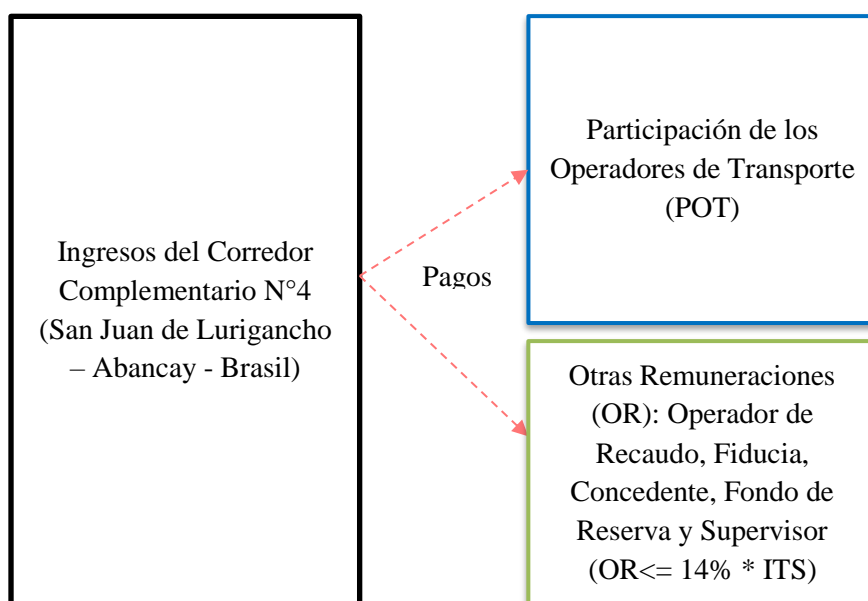 Ingresos del Corredor
Complementario N°4
(San Juan de Lurigancho
– Abancay - Brasil)
Pagos
Participación de los
Operadores de Transporte
(POT)
Otras Remuneraciones
(OR): Operador de
Recaudo, Fiducia,
Concedente, Fondo de
Reserva y Supervisor
(OR<= 14% * ITS)